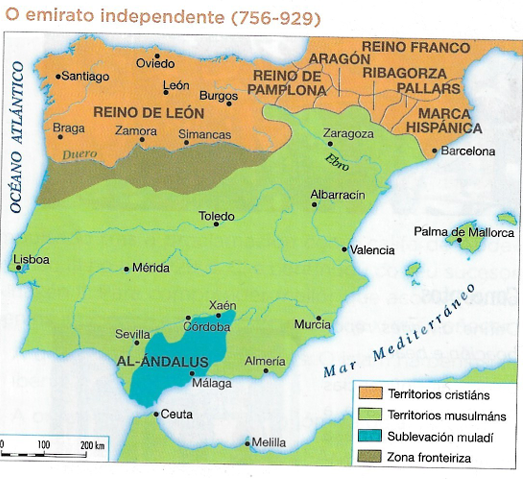 O emirato independente (756-929)
REINO FRANCO
ARAGÓN
Oviedo
REINO DE
PAMPLONA
RIBAGORZA
Santiago
PALLARS
León
Burgos
REINO DE LEÓN
MARCA
HISPÁNICA
Braga
Zamora
Simancas
Zaragoza
Barcelona
Duero
Ebro
OCÉANO ATLÁNTICO
Albarracín
Toledo
Palma de Mallorca
Valencia
Lisboa
Mérida
Xaén
Cordoba
Murcia
Sevilla
Mar Mediterráneo
AL-ÁNDALUS
Almería
Málaga
Ceuta
Melilla
Territorios cristiáns
Territorios musulmáns
Sublevación muladí
Zona fronteiriza
0 100 200 km